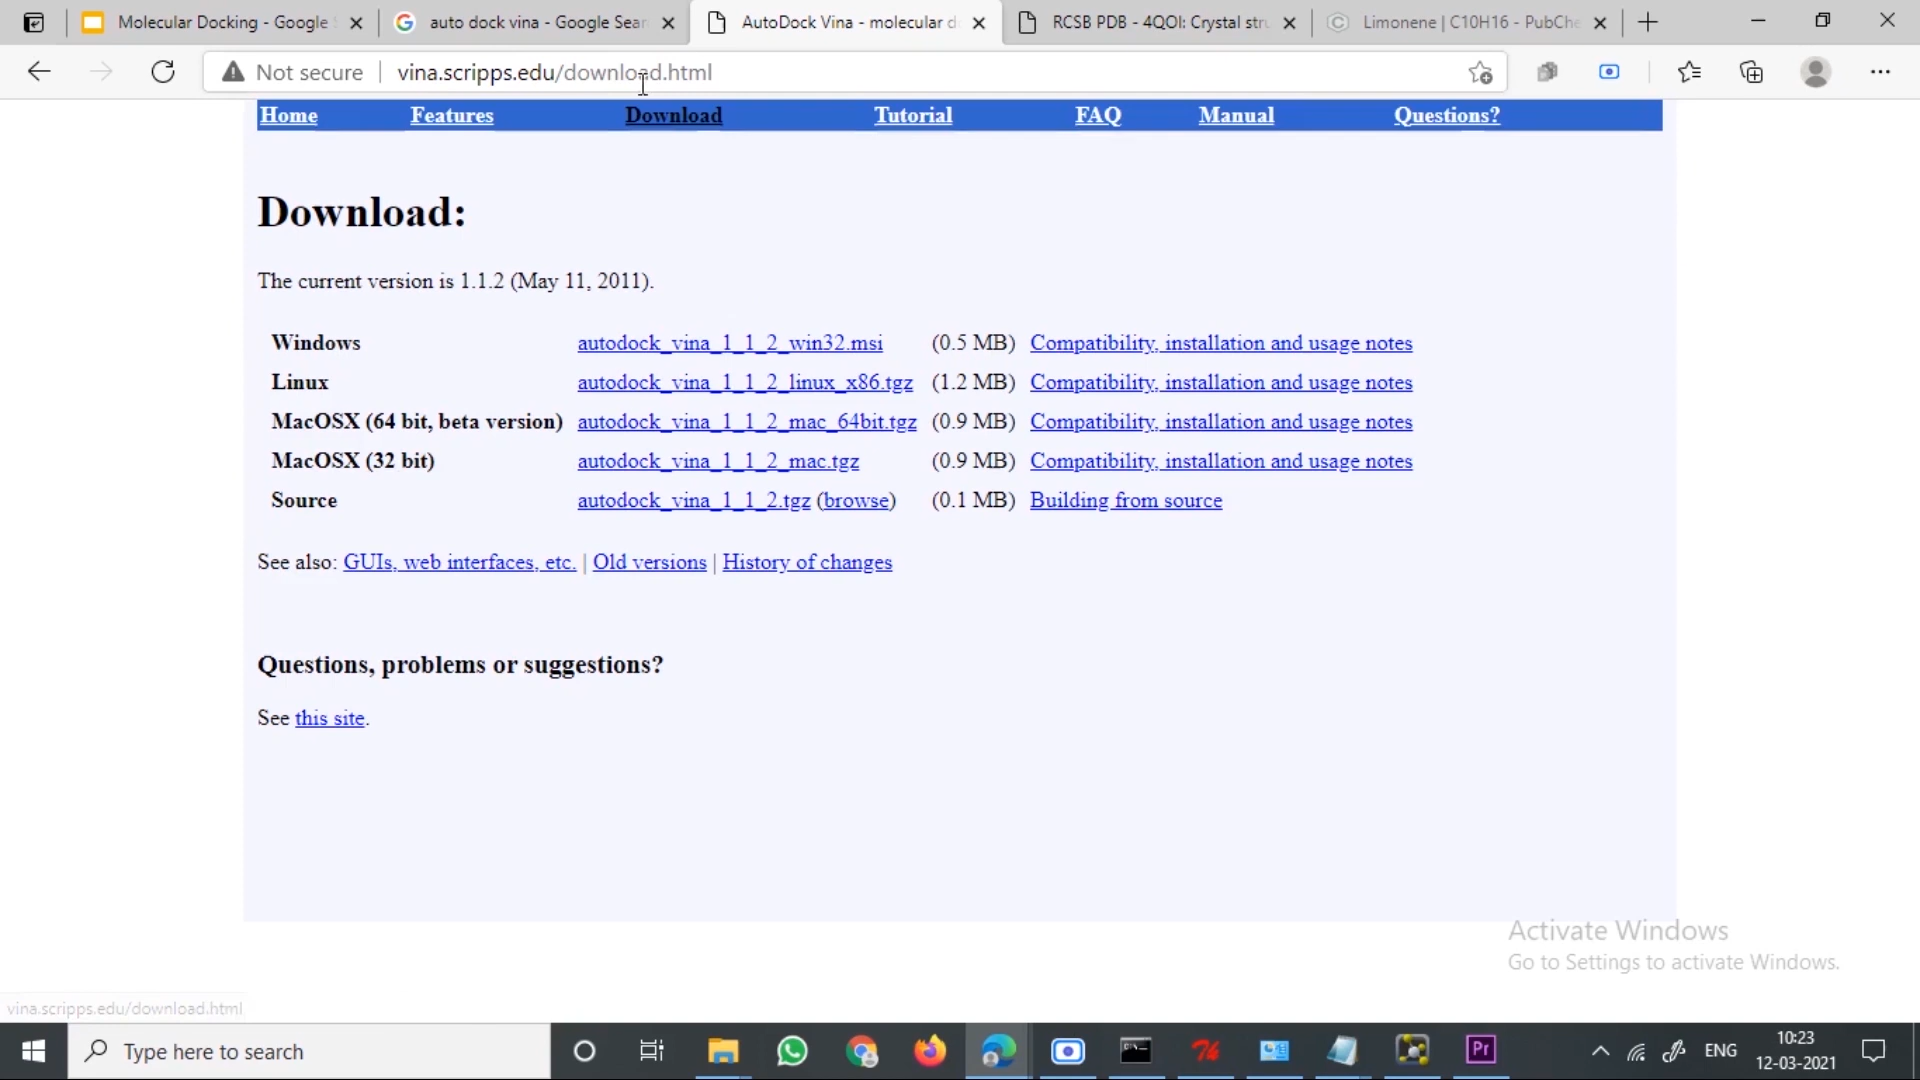 Molecular Docking - Google S
auto dock vina - Google Sear
AutoDock Vina - molecular d
RCSB PDB - 4QOI: Crystal stru
Limonene | C10H16 - PubChe
Not secure
vina.scripps.edu/download.html
Home Features Download Tutorial FAQ Manual Questions?
Download:
The current version is 1.1.2 (May 11, 2011).
Windows autodock_vina_1_1_2_win32.msi (0.5 MB) Compatibility, installation and usage notes
Linux autodock_vina_1_1_2_linux_x86.tgz (1.2 MB) Compatibility, installation and usage notes
MacOSX (64 bit, beta version) autodock_vina_1_1_2_mac_64bit.tgz (0.9 MB) Compatibility, installation and usage notes
MacOSX (32 bit) autodock_vina_1_1_2_mac.tgz (0.9 MB) Compatibility, installation and usage notes
Source autodock_vina_1_1_2.tgz (browse) (0.1 MB) Building from source
See also: GUIs, web interfaces, etc. | Old versions | History of changes
Questions, problems or suggestions?
See this site.
Activate Windows
Go to Settings to activate Windows.
vina.scripps.edu/download.html
Type here to search
Pr
ENG
10:23
12-03-2021